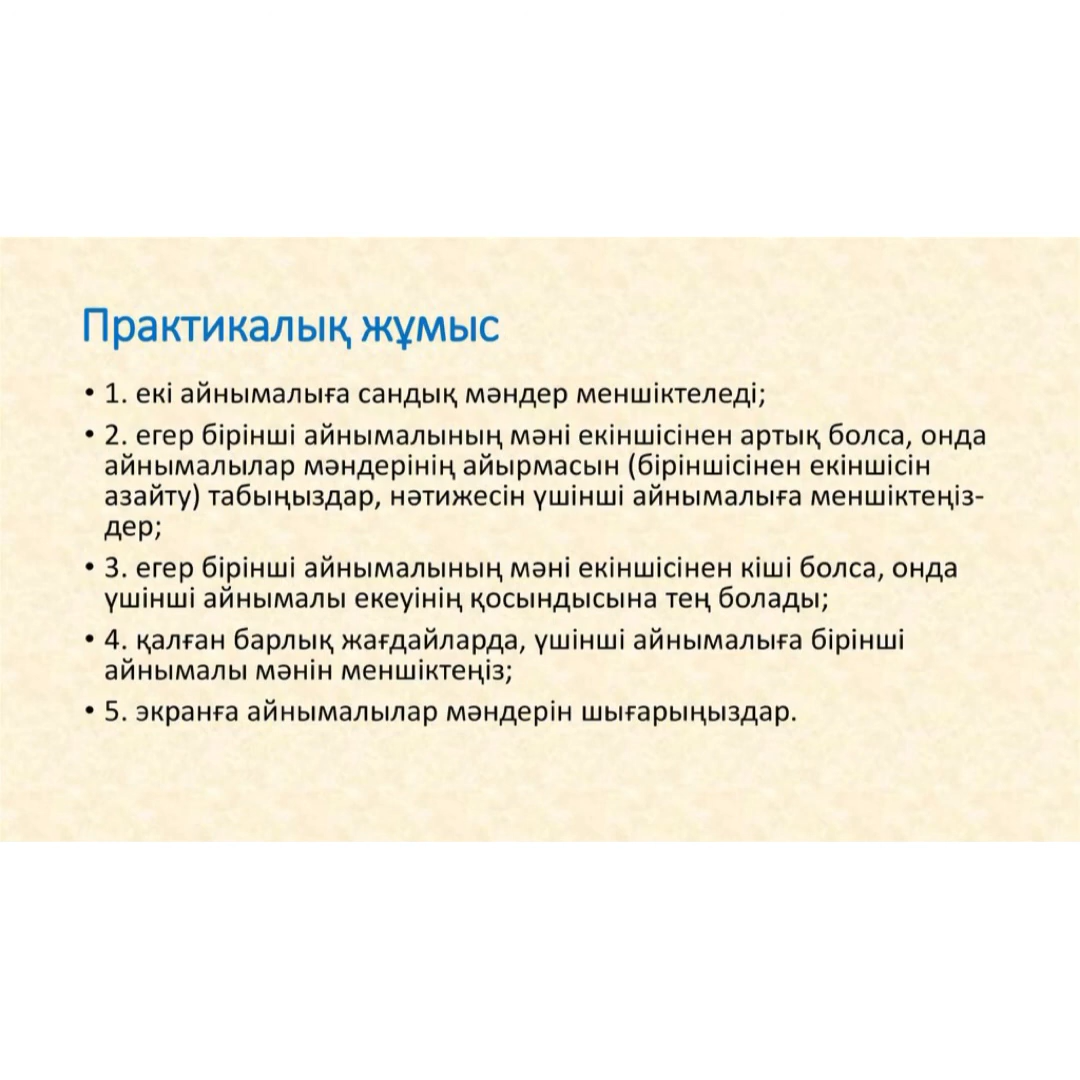 Практикалық жұмыс
• 1. екі айнымалыға сандық мәндер меншіктеледі;
• 2. егер бірінші айнымалының мәні екіншісінен артық болса, онда
айнымалылар мәндерінің айырмасын (біріншісінен екіншісін
азайту) табыңыздар, нәтижесін үшінші айнымалыға меншіктеңіз-
дер;
• 3. егер бірінші айнымалының мәні екіншісінен кіші болса, онда
үшінші айнымалы екеуінің қосындысына тең болады;
• 4. қалған барлық жағдайларда, үшінші айнымалыға бірінші
айнымалы мәнін меншіктеңіз;
• 5. экранға айнымалылар мәндерін шығарыңыздар.